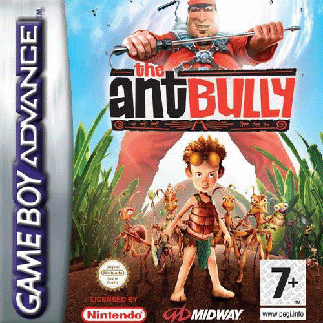 GAME BOY ADVANCE
the
ant BULLY
LICENSED BY
Nintendo
MIDWAY
7+
www.pegi.info